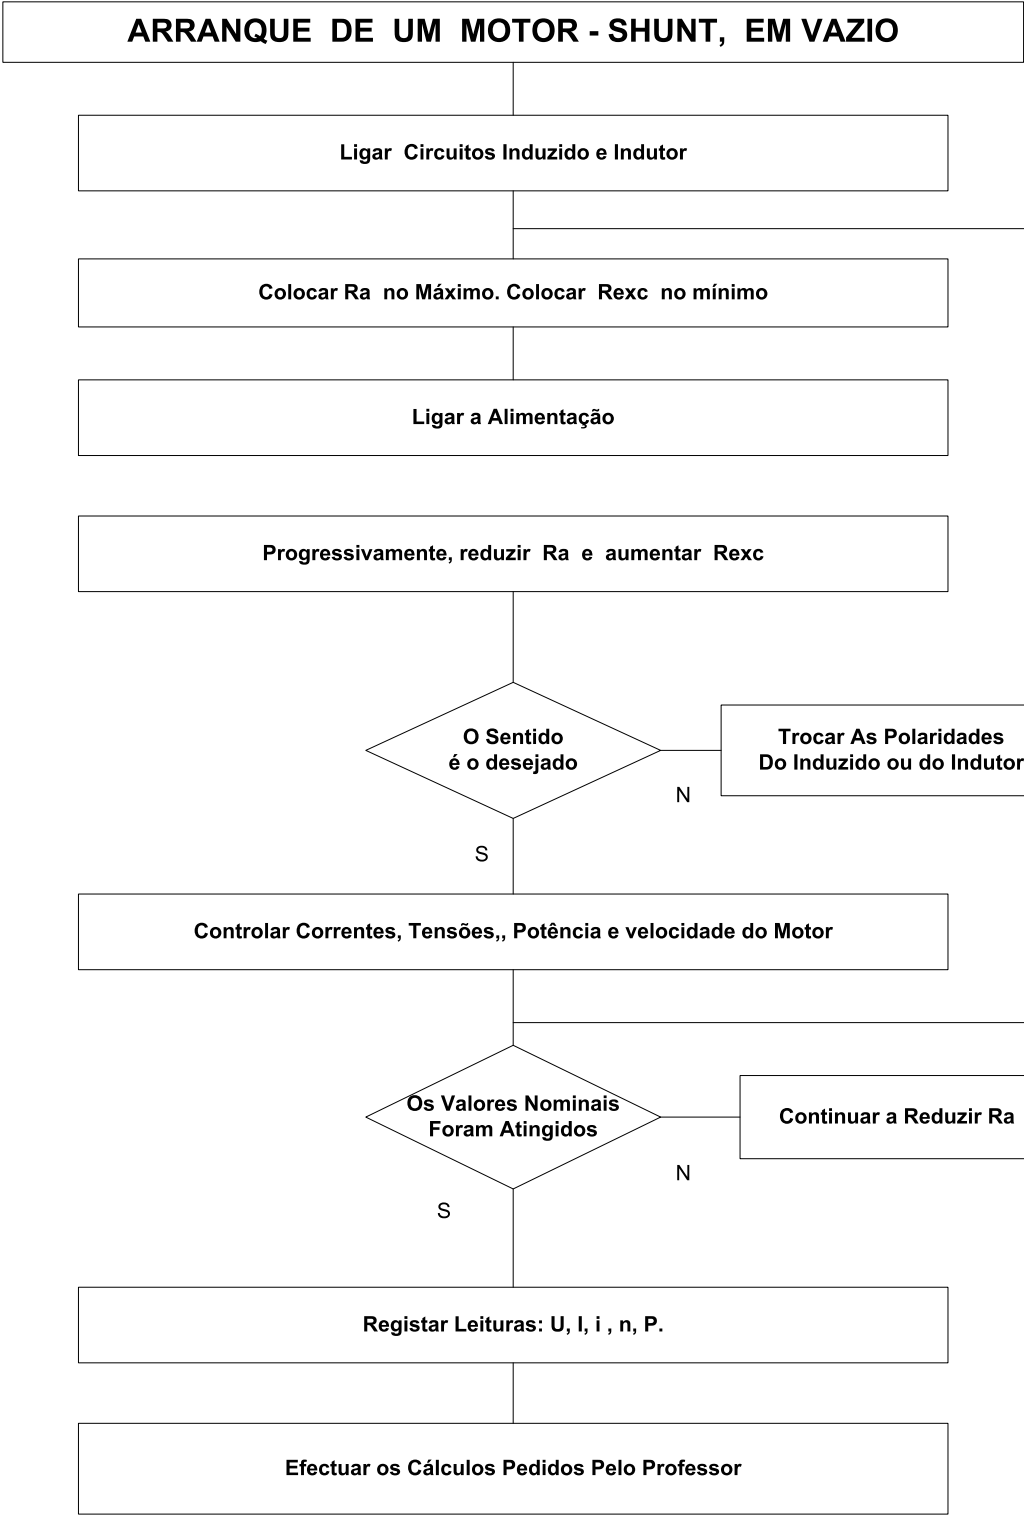 ARRANQUE DE UM MOTOR - SHUNT, EM VAZIO
Ligar Circuitos Induzido e Indutor
Colocar Ra no Máximo. Colocar Rexc no mínimo
Ligar a Alimentação
Progressivamente, reduzir Ra e aumentar Rexc
O Sentido
é o desejado
Trocar As Polaridades
Do Induzido ou do Indutor
N
S
Controlar Correntes, Tensões,, Potência e velocidade do Motor
Os Valores Nominais
Foram Atingidos
Continuar a Reduzir Ra
N
S
Registar Leituras: U, I, i , n, P.
Efectuar os Cálculos Pedidos Pelo Professor